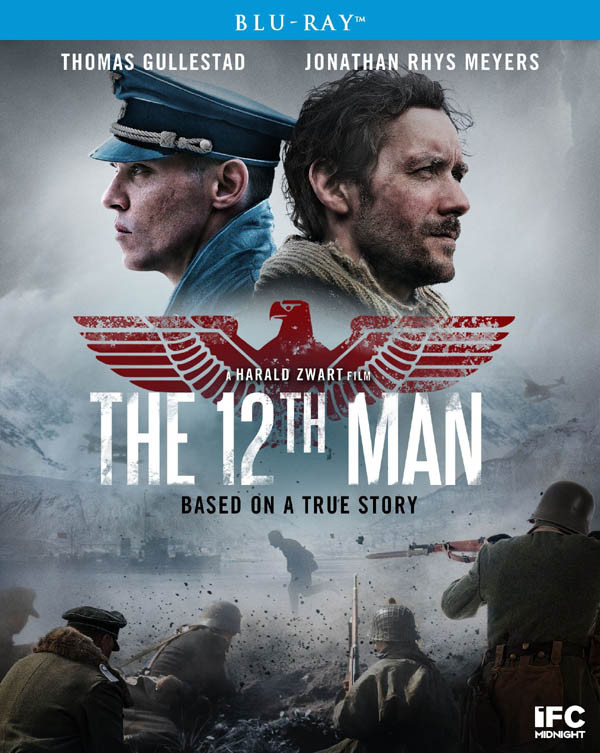 BLU-RAY™
THOMAS GULLESTAD JONATHAN RHYS MEYERS
A HARALD ZWART FILM
THE 12TH MAN
BASED ON A TRUE STORY
IFC
MIDNIGHT